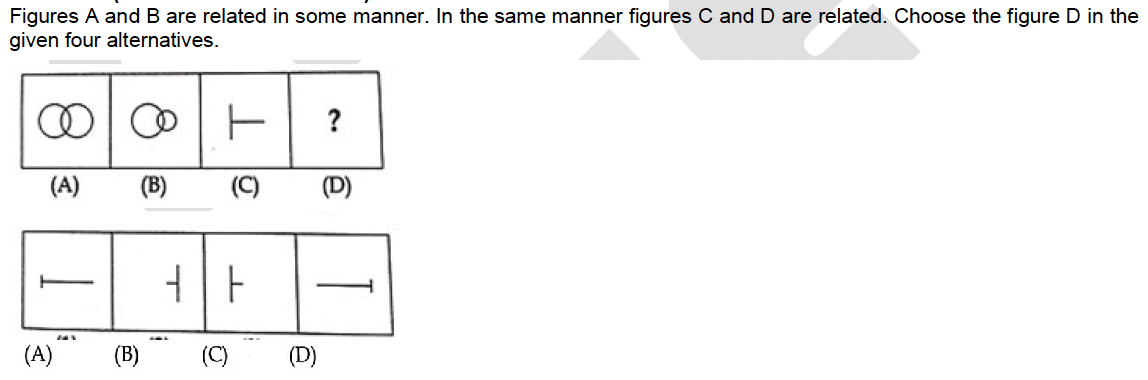 Figures A and B are related in some manner. In the same manner figures C and D are related. Choose the figure D in the
given four alternatives.
?
(A) (B) (C) (D)
(A) (B) (C) (D)